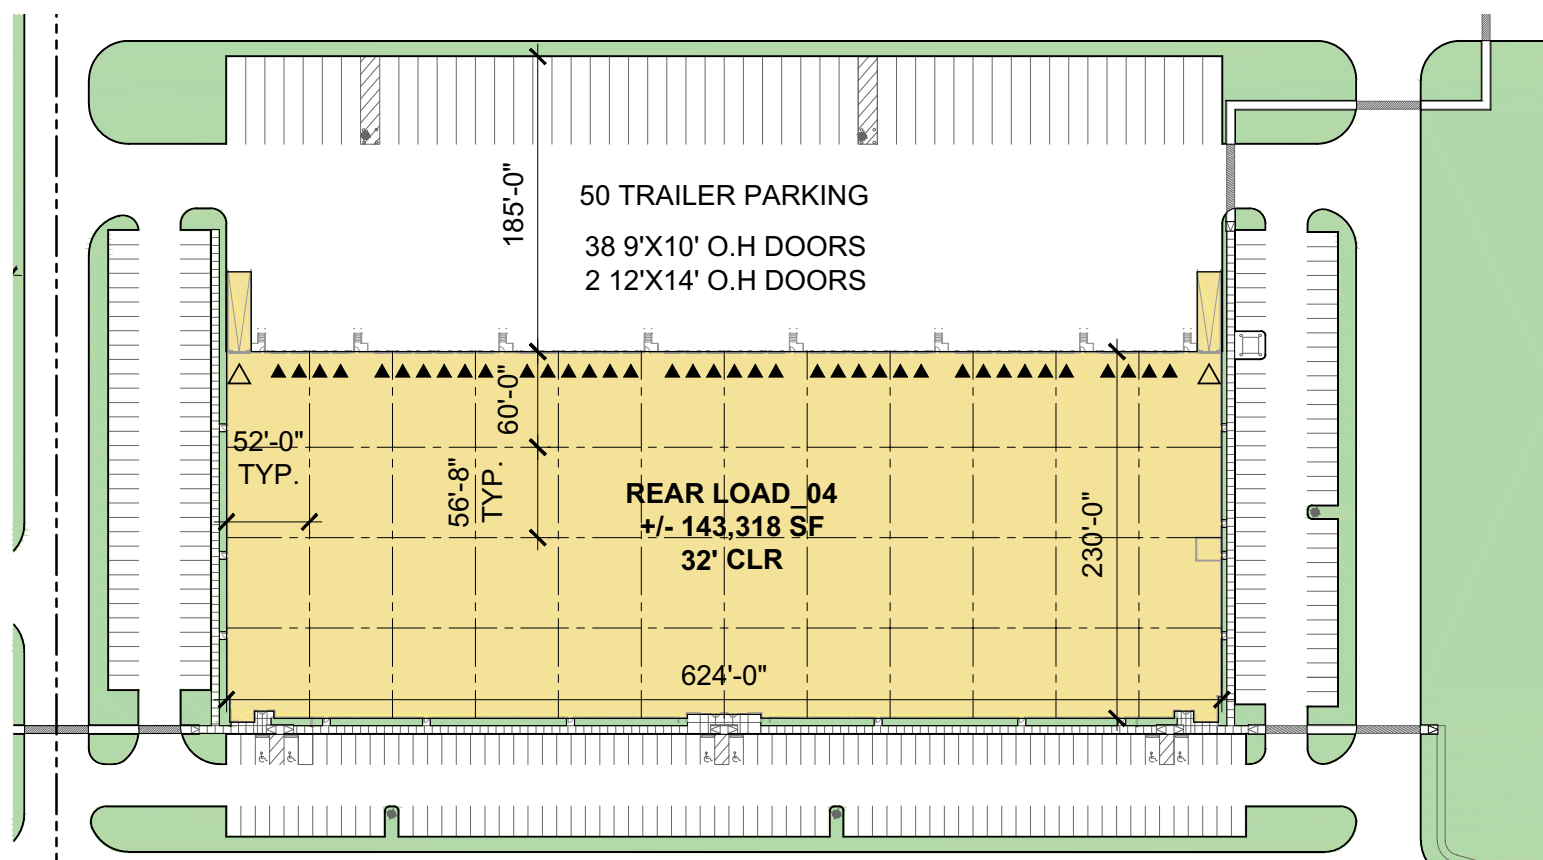 50 TRAILER PARKING
185'-0"
38 9'X10' O.H DOORS
2 12'X14' O.H DOORS
60'-0"
52'-0"
TYP.
56'-8"
TYP.
REAR LOAD_04
+/- 143,318 SF
32' CLR
230'-0"
624'-0"